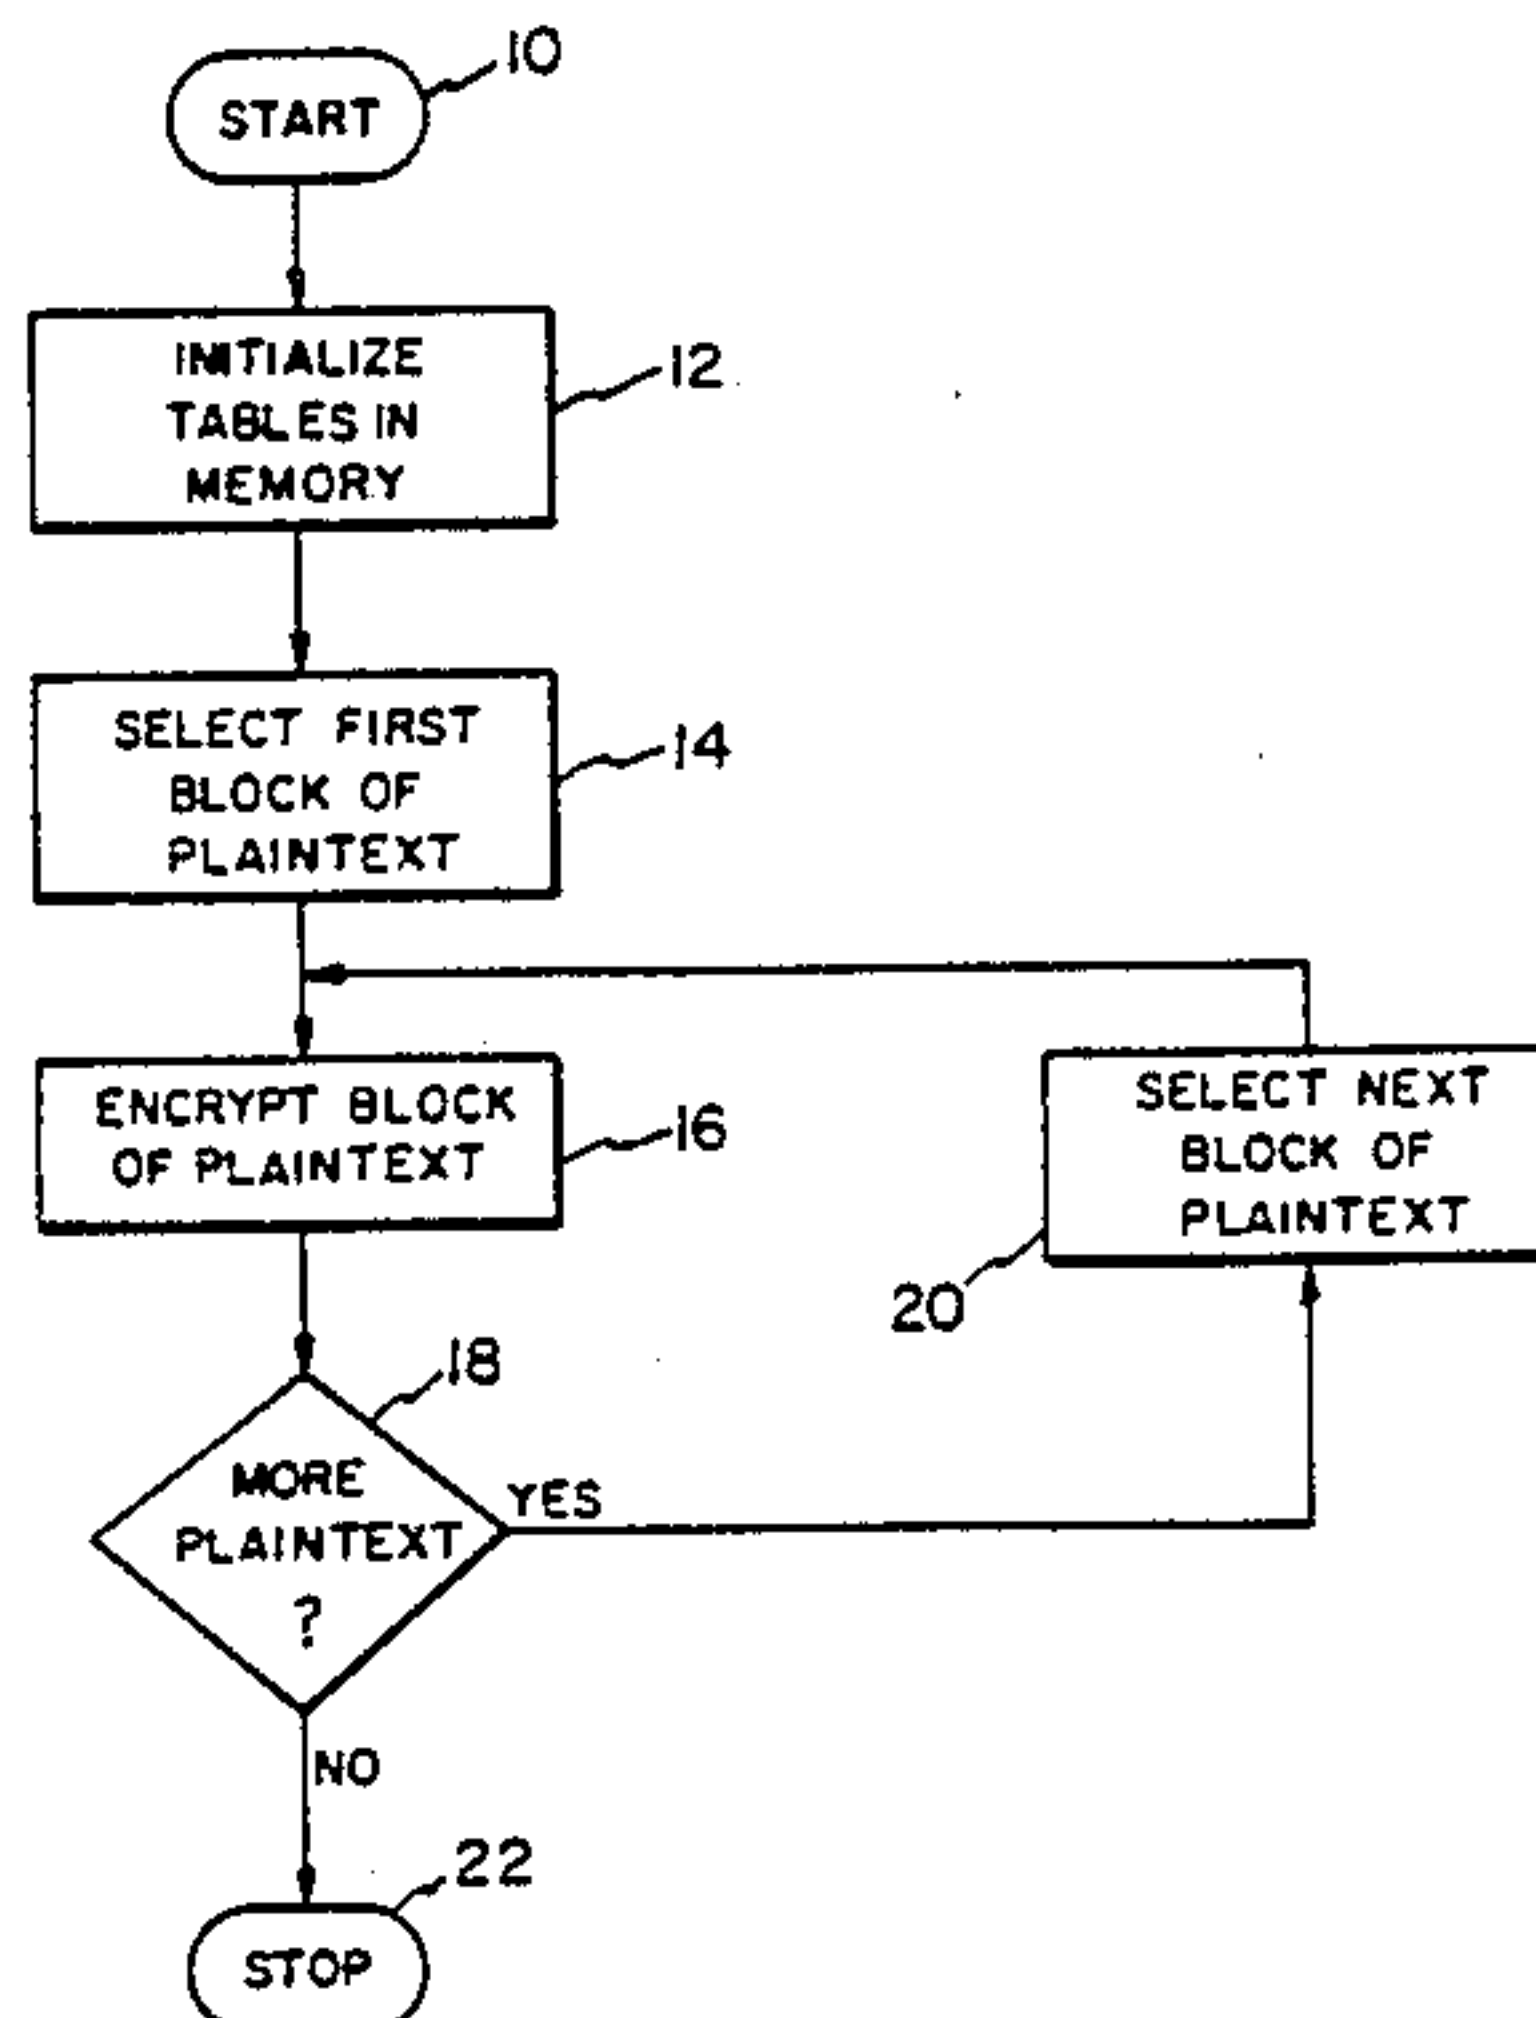 10
START
INITIALIZE
TABLES IN
MEMORY
12
SELECT FIRST
BLOCK OF
PLAINTEXT
14
ENCRYPT BLOCK
OF PLAINTEXT
16
SELECT NEXT
BLOCK OF
PLAINTEXT
20
18
MORE
PLAINTEXT
?
YES
NO
22
STOP